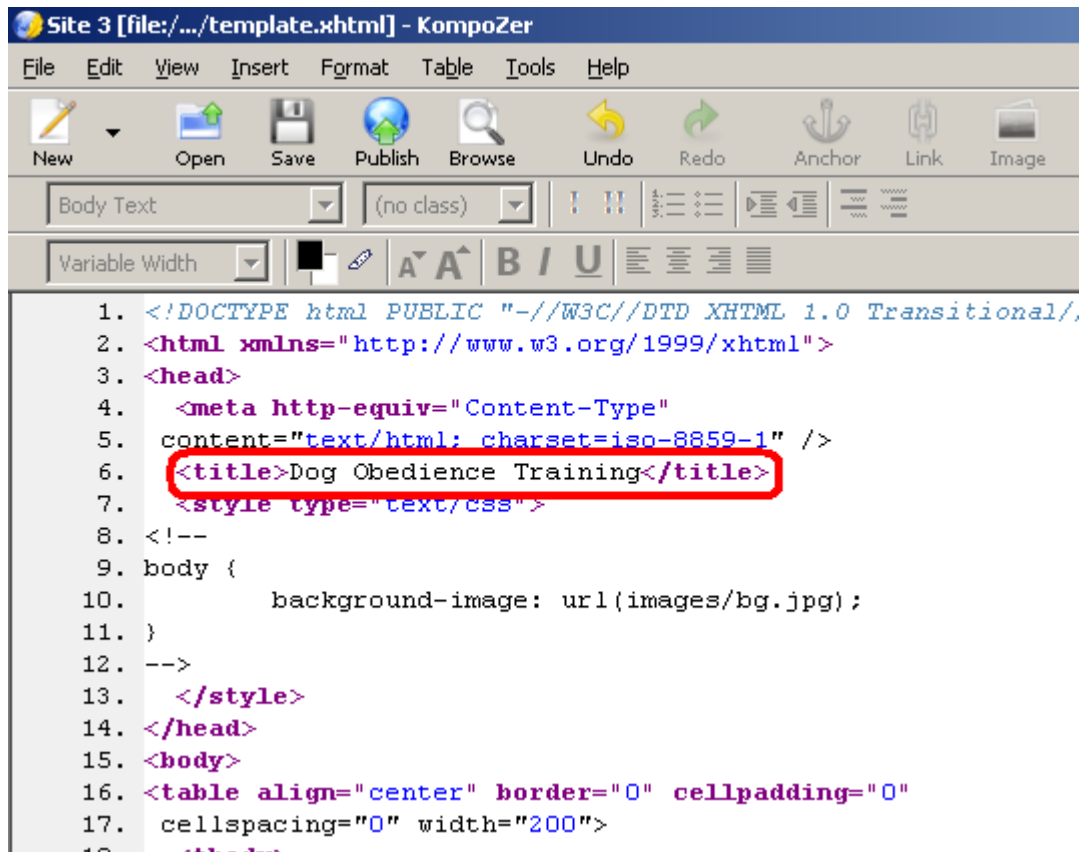 Site 3 [file:/.../template.xhtml] - KompoZer
File Edit View Insert Format Table Tools Help
New Open Save Publish Browse Undo Redo Anchor Link Image
Body Text (no class)
Variable Width A A B I U
1. <!DOCTYPE html PUBLIC "-//W3C//DTD XHTML 1.0 Transitional/
2. <html xmlns="http://www.w3.org/1999/xhtml">
3. <head>
4. <meta http-equiv="Content-Type"
5. content="text/html; charset=iso-8859-1" />
6. <title>Dog Obedience Training</title>
7. <style type="text/css">
8. <!--
9. body {
10. background-image: url(images/bg.jpg);
11. }
12. -->
13. </style>
14. </head>
15. <body>
16. <table align="center" border="0" cellpadding="0"
17. cellspacing="0" width="200">
18. <tbody>